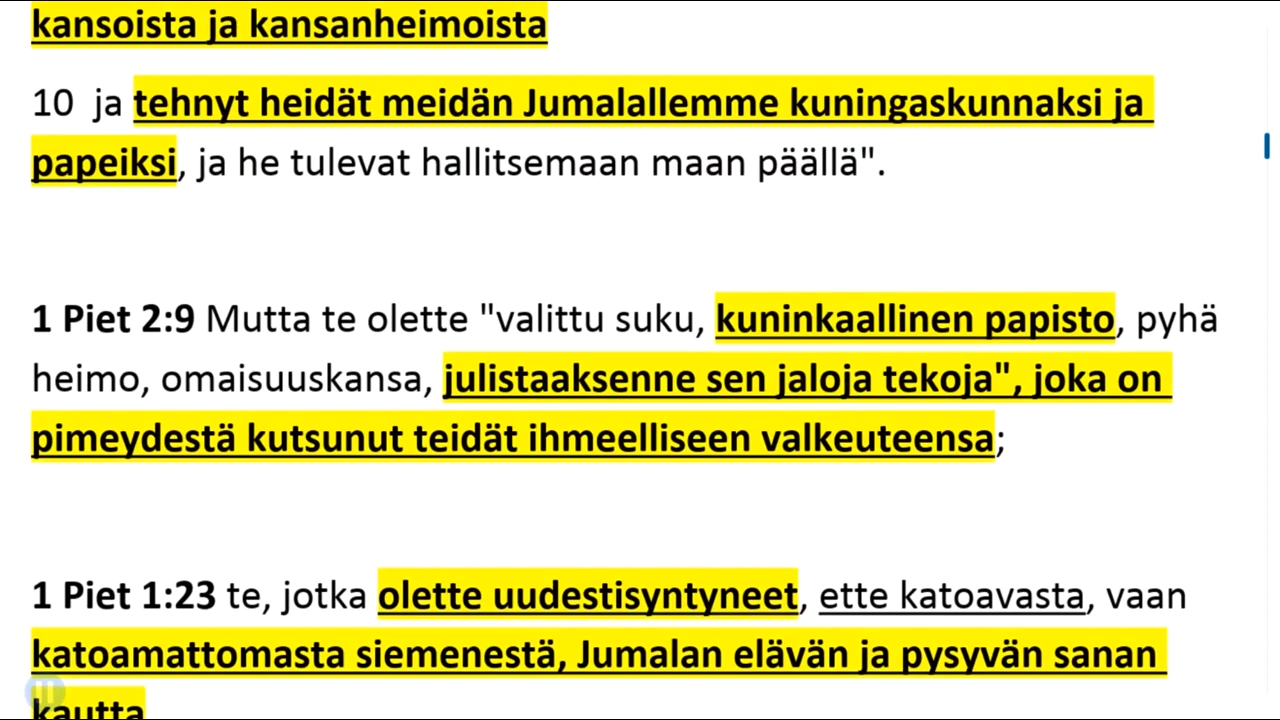 kansoista ja kansanheimoista
10 ja tehnyt heidät meidän Jumalallemme kuningaskunnaksi ja
papeiksi, ja he tulevat hallitsemaan maan päällä".
1 Piet 2:9 Mutta te olette "valittu suku, kuninkaallinen papisto, pyhä
heimo, omaisuuskansa, julistaaksenne sen jaloja tekoja", joka on
pimeydestä kutsunut teidät ihmeelliseen valkeuteensa;
1 Piet 1:23 te, jotka olette uudestisyntyneet, ette katoavasta, vaan
katoamattomasta siemenestä, Jumalan elävän ja pysyvän sanan
kautta